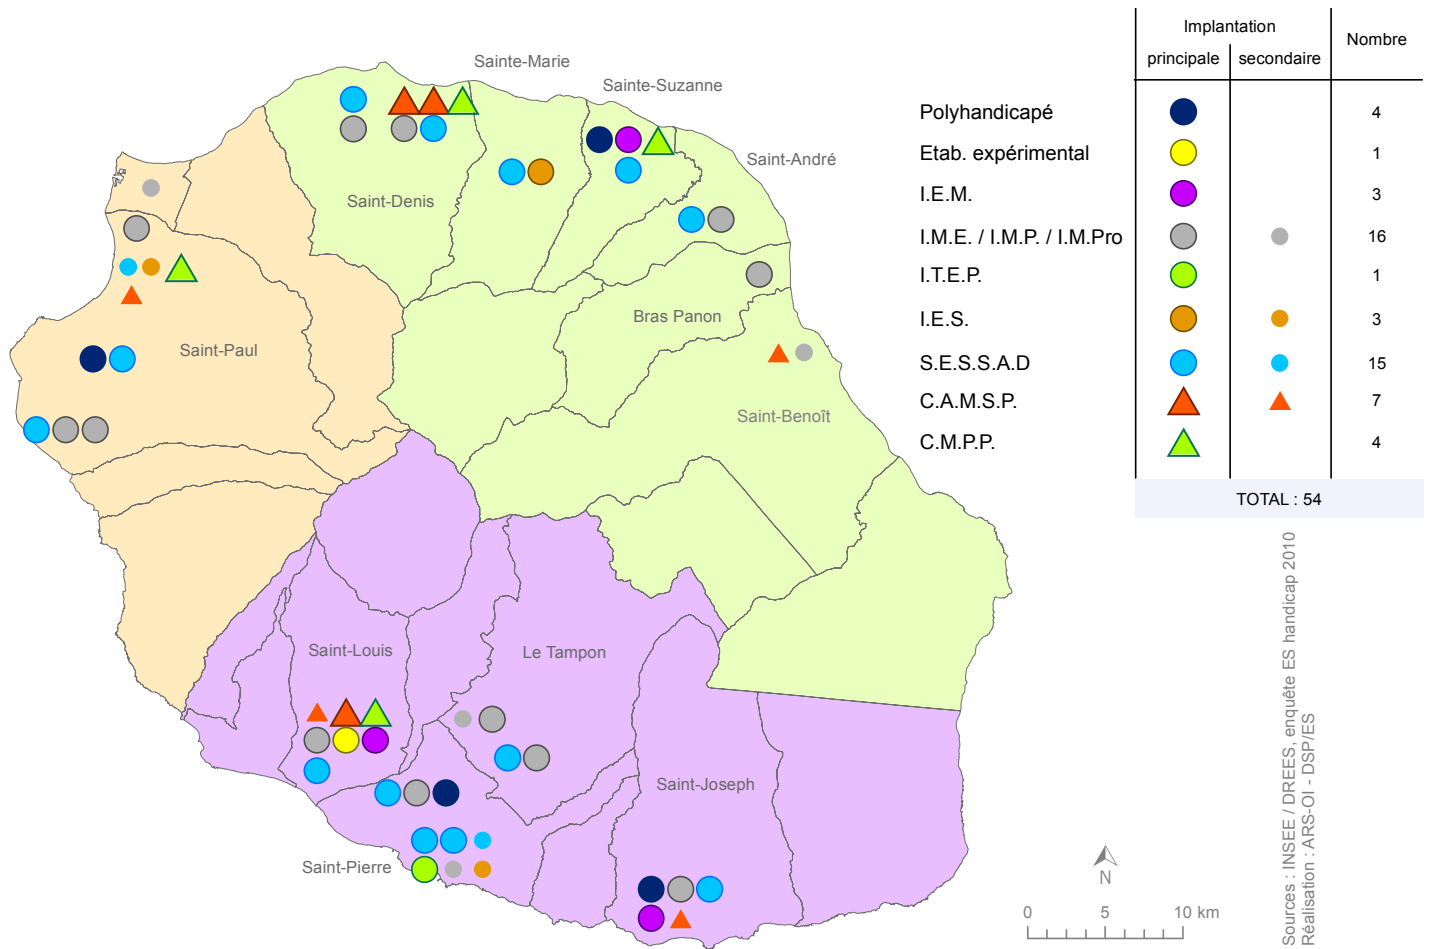 Implantation
Nombre
principale secondaire
Polyhandicapé 4
Etab. expérimental 1
I.E.M. 3
I.M.E. / I.M.P. / I.M.Pro 16
I.T.E.P. 1
I.E.S. 3
S.E.S.S.A.D 15
C.A.M.S.P. 7
C.M.P.P. 4
TOTAL : 54
Sainte-Marie
Sainte-Suzanne
Saint-André
Saint-Denis
Bras Panon
Saint-Paul
Saint-Benoît
Saint-Louis
Le Tampon
Saint-Joseph
Saint-Pierre
N
0 5 10 km
Sources : INSEE / DREES, enquête ES handicap 2010
Réalisation : ARS-OI - DSP/ES